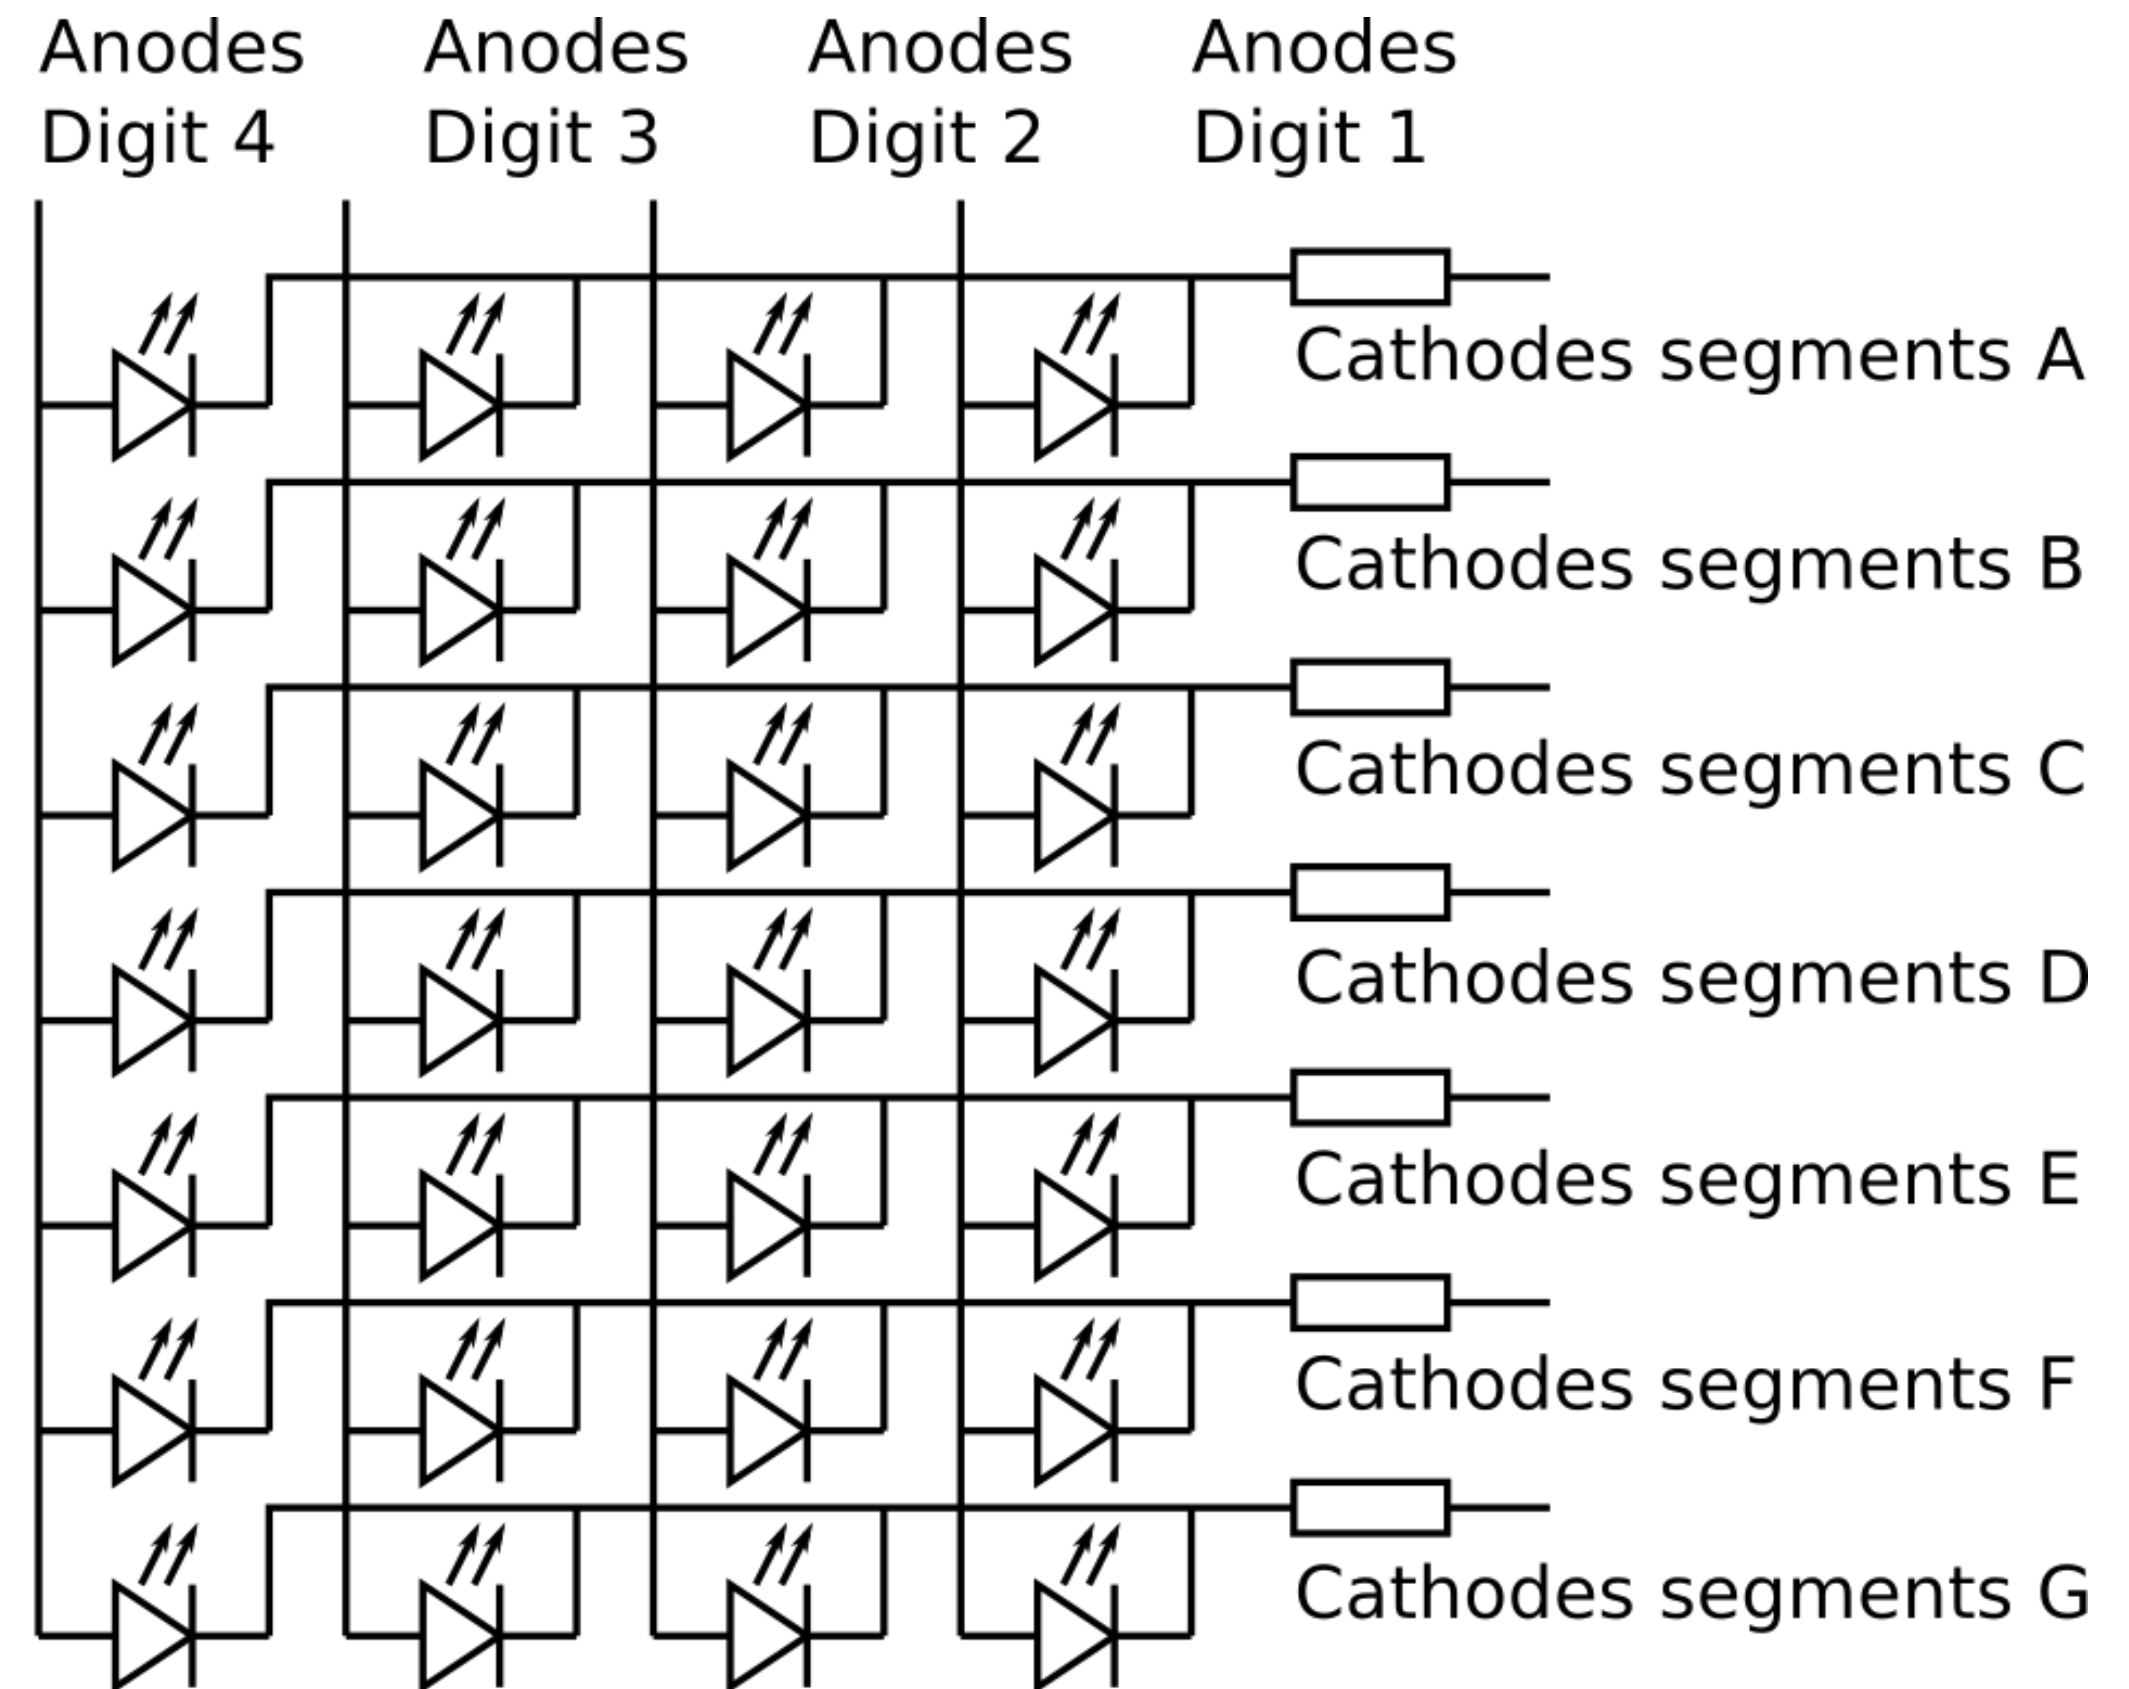 Anodes
Digit 4
Anodes
Digit 3
Anodes
Digit 2
Anodes
Digit 1
Cathodes segments A
Cathodes segments B
Cathodes segments C
Cathodes segments D
Cathodes segments E
Cathodes segments F
Cathodes segments G